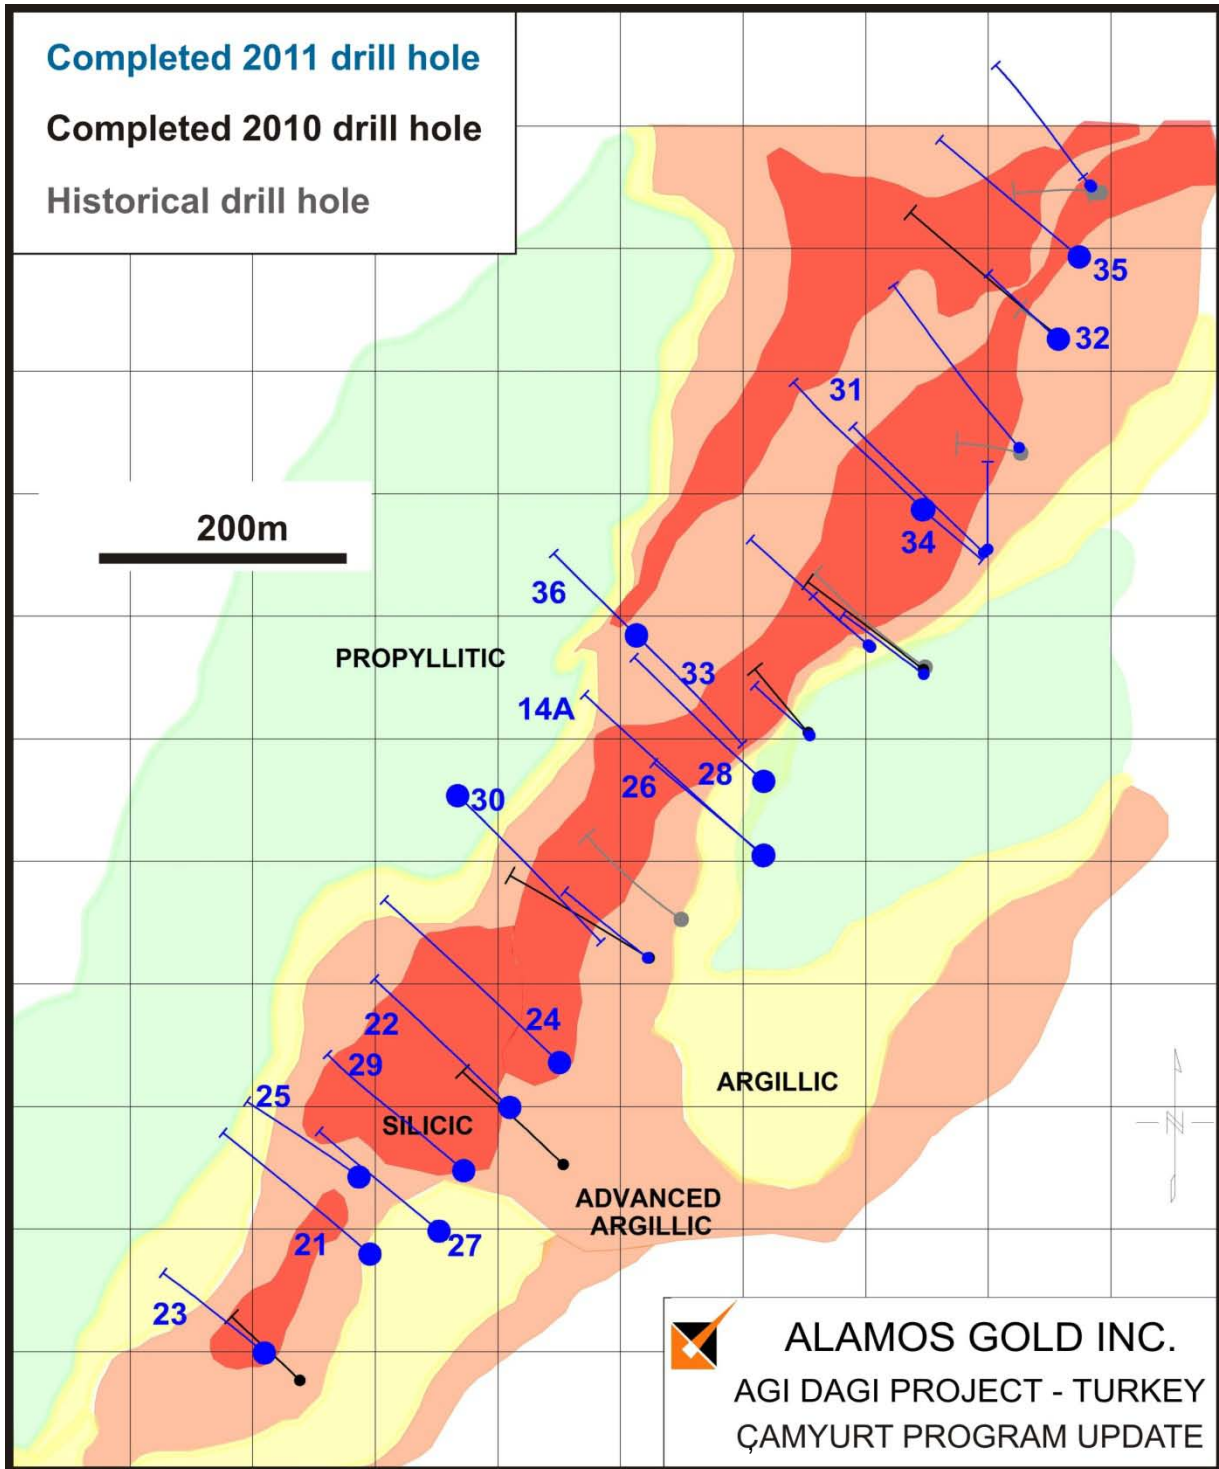 Completed 2011 drill hole
Completed 2010 drill hole
Historical drill hole
35
32
31
200m
34
36
PROPYLLITIC
33
14A
28
26
30
24
22
29
ARGILLIC
25
SILICIC
N
ADVANCED
ARGILLIC
21
27
23
ALAMOS GOLD INC.
AGI DAGI PROJECT - TURKEY
ÇAMYURT PROGRAM UPDATE